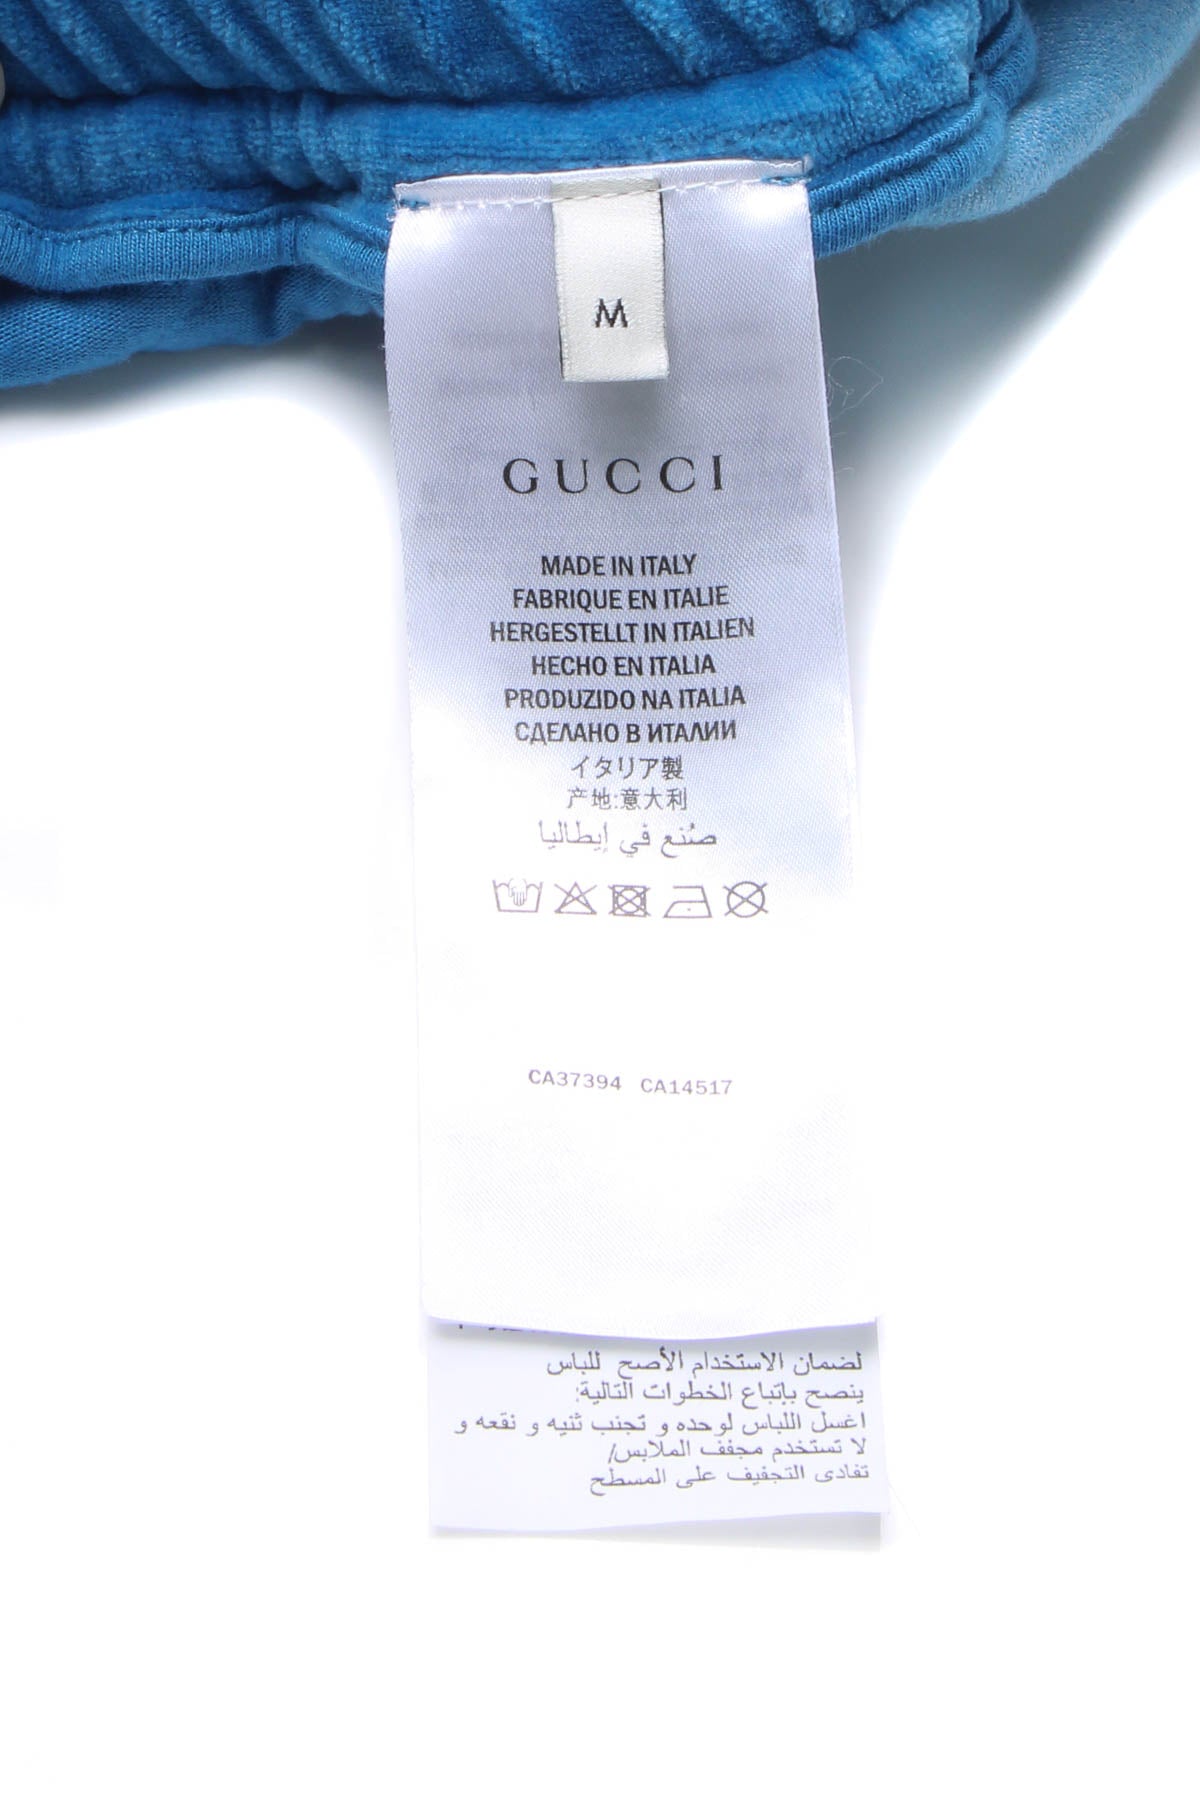 M
GUCCI
MADE IN ITALY
FABRIQUE EN ITALIE
HERGESTELLT IN ITALIEN
HECHO EN ITALIA
PRODUZIDO NA ITALIA
СДЕЛАНО В ИТАЛИИ
イタリア製
产地:意大利
صُنع في إيطاليا
CA37394 CA14517
لضمان الاستخدام الأصح للباس
ينصح بإتباع الخطوات التالية:
اغسل اللباس لوحده و تجنب ثنيه و نقعه و
لا تستخدم مجفف الملابس/
تفادى التجفيف على المسطح